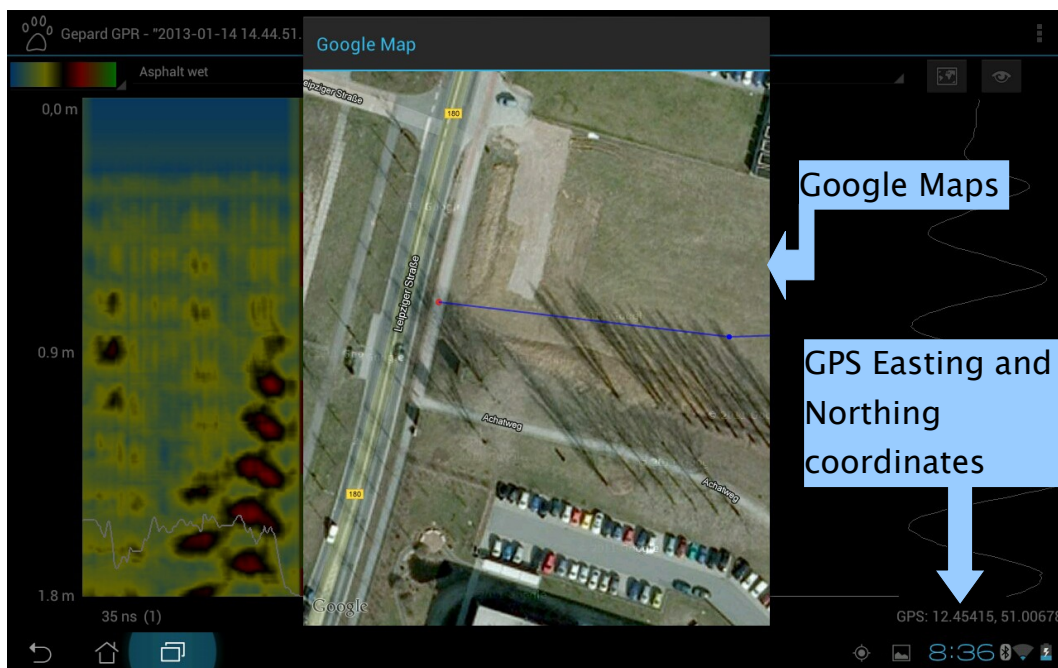 Gepard GPR - "2013-01-14 14.44.51.
Google Map
Asphalt wet
0,0 m
Leipziger Straße
180
Google Maps
Leipziger Straße
0.9 m
GPS Easting and
Northing
coordinates
Achatweg
Achatweg
180
1.8 m
Google
35 ns (1)
GPS: 12.45415, 51.00678
8:36